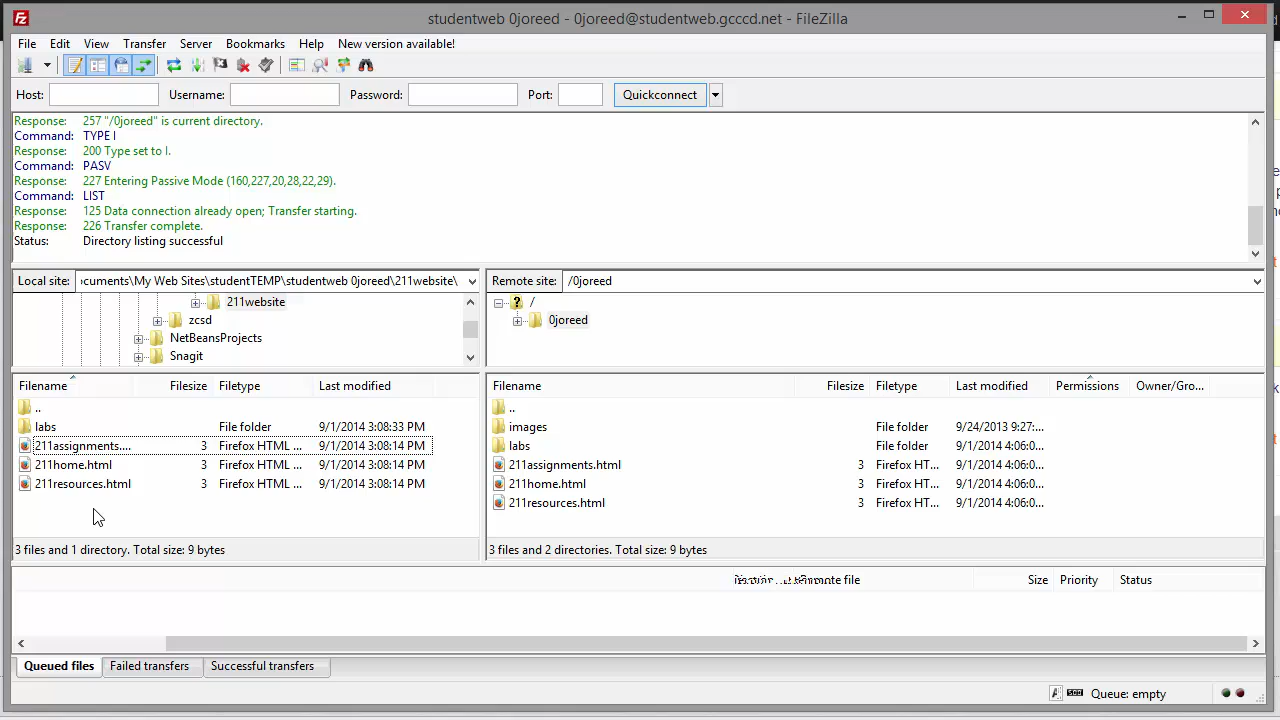 studentweb 0joreed - 0joreed@studentweb.gcccd.net - FileZilla
File Edit View Transfer Server Bookmarks Help New version available!
Host: Username: Password: Port: Quickconnect
Response: 257 "/0joreed" is current directory.
Command: TYPE I
Response: 200 Type set to I.
Command: PASV
Response: 227 Entering Passive Mode (160,227,20,28,22,29).
Command: LIST
Response: 125 Data connection already open; Transfer starting.
Response: 226 Transfer complete.
Status: Directory listing successful
Local site: :cuments\My Web Sites\studentTEMP\studentweb 0joreed\211website\ Remote site: /0joreed
211website /
zcsd 0joreed
NetBeansProjects
Snagit
Filename Filesize Filetype Last modified Filename Filesize Filetype Last modified Permissions Owner/Gro...
.. ..
labs File folder 9/1/2014 3:08:33 PM images File folder 9/24/2013 9:27:...
211assignments.... 3 Firefox HTML ... 9/1/2014 3:08:14 PM labs File folder 9/1/2014 4:06:0...
211home.html 3 Firefox HTML ... 9/1/2014 3:08:14 PM 211assignments.html 3 Firefox HT... 9/1/2014 4:06:0...
211resources.html 3 Firefox HTML ... 9/1/2014 3:08:14 PM 211home.html 3 Firefox HT... 9/1/2014 4:06:0...
211resources.html 3 Firefox HT... 9/1/2014 4:06:0...
3 files and 1 directory. Total size: 9 bytes 3 files and 2 directories. Total size: 9 bytes
file Size Priority Status
Queued files Failed transfers Successful transfers
Queue: empty